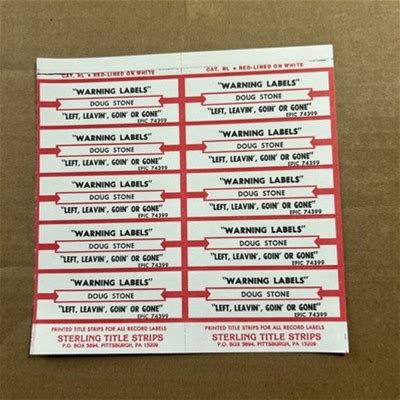 CAT. RL ★ RED-LINED ON WHITE
"WARNING LABELS"
DOUG STONE
"LEFT, LEAVIN', GOIN' OR GONE"
EPIC 74399
"WARNING LABELS"
DOUG STONE
"LEFT, LEAVIN', GOIN' OR GONE"
EPIC 74399
"WARNING LABELS"
DOUG STONE
"LEFT, LEAVIN', GOIN' OR GONE"
EPIC 74399
"WARNING LABELS"
DOUG STONE
"LEFT, LEAVIN', GOIN' OR GONE"
EPIC 74399
"WARNING LABELS"
DOUG STONE
"LEFT, LEAVIN', GOIN' OR GONE"
EPIC 74399
PRINTED TITLE STRIPS FOR ALL RECORD LABELS
STERLING TITLE STRIPS
P.O. BOX 5694, PITTSBURGH, PA 15209
CAT. RL ★ RED-LINED ON WHITE
"WARNING LABELS"
DOUG STONE
"LEFT, LEAVIN', GOIN' OR GONE"
EPIC 74399
"WARNING LABELS"
DOUG STONE
"LEFT, LEAVIN', GOIN' OR GONE"
EPIC 74399
"WARNING LABELS"
DOUG STONE
"LEFT, LEAVIN', GOIN' OR GONE"
EPIC 74399
"WARNING LABELS"
DOUG STONE
"LEFT, LEAVIN', GOIN' OR GONE"
EPIC 74399
"WARNING LABELS"
DOUG STONE
"LEFT, LEAVIN', GOIN' OR GONE"
EPIC 74399
PRINTED TITLE STRIPS FOR ALL RECORD LABELS
STERLING TITLE STRIPS
P.O. BOX 5694, PITTSBURGH, PA 15209